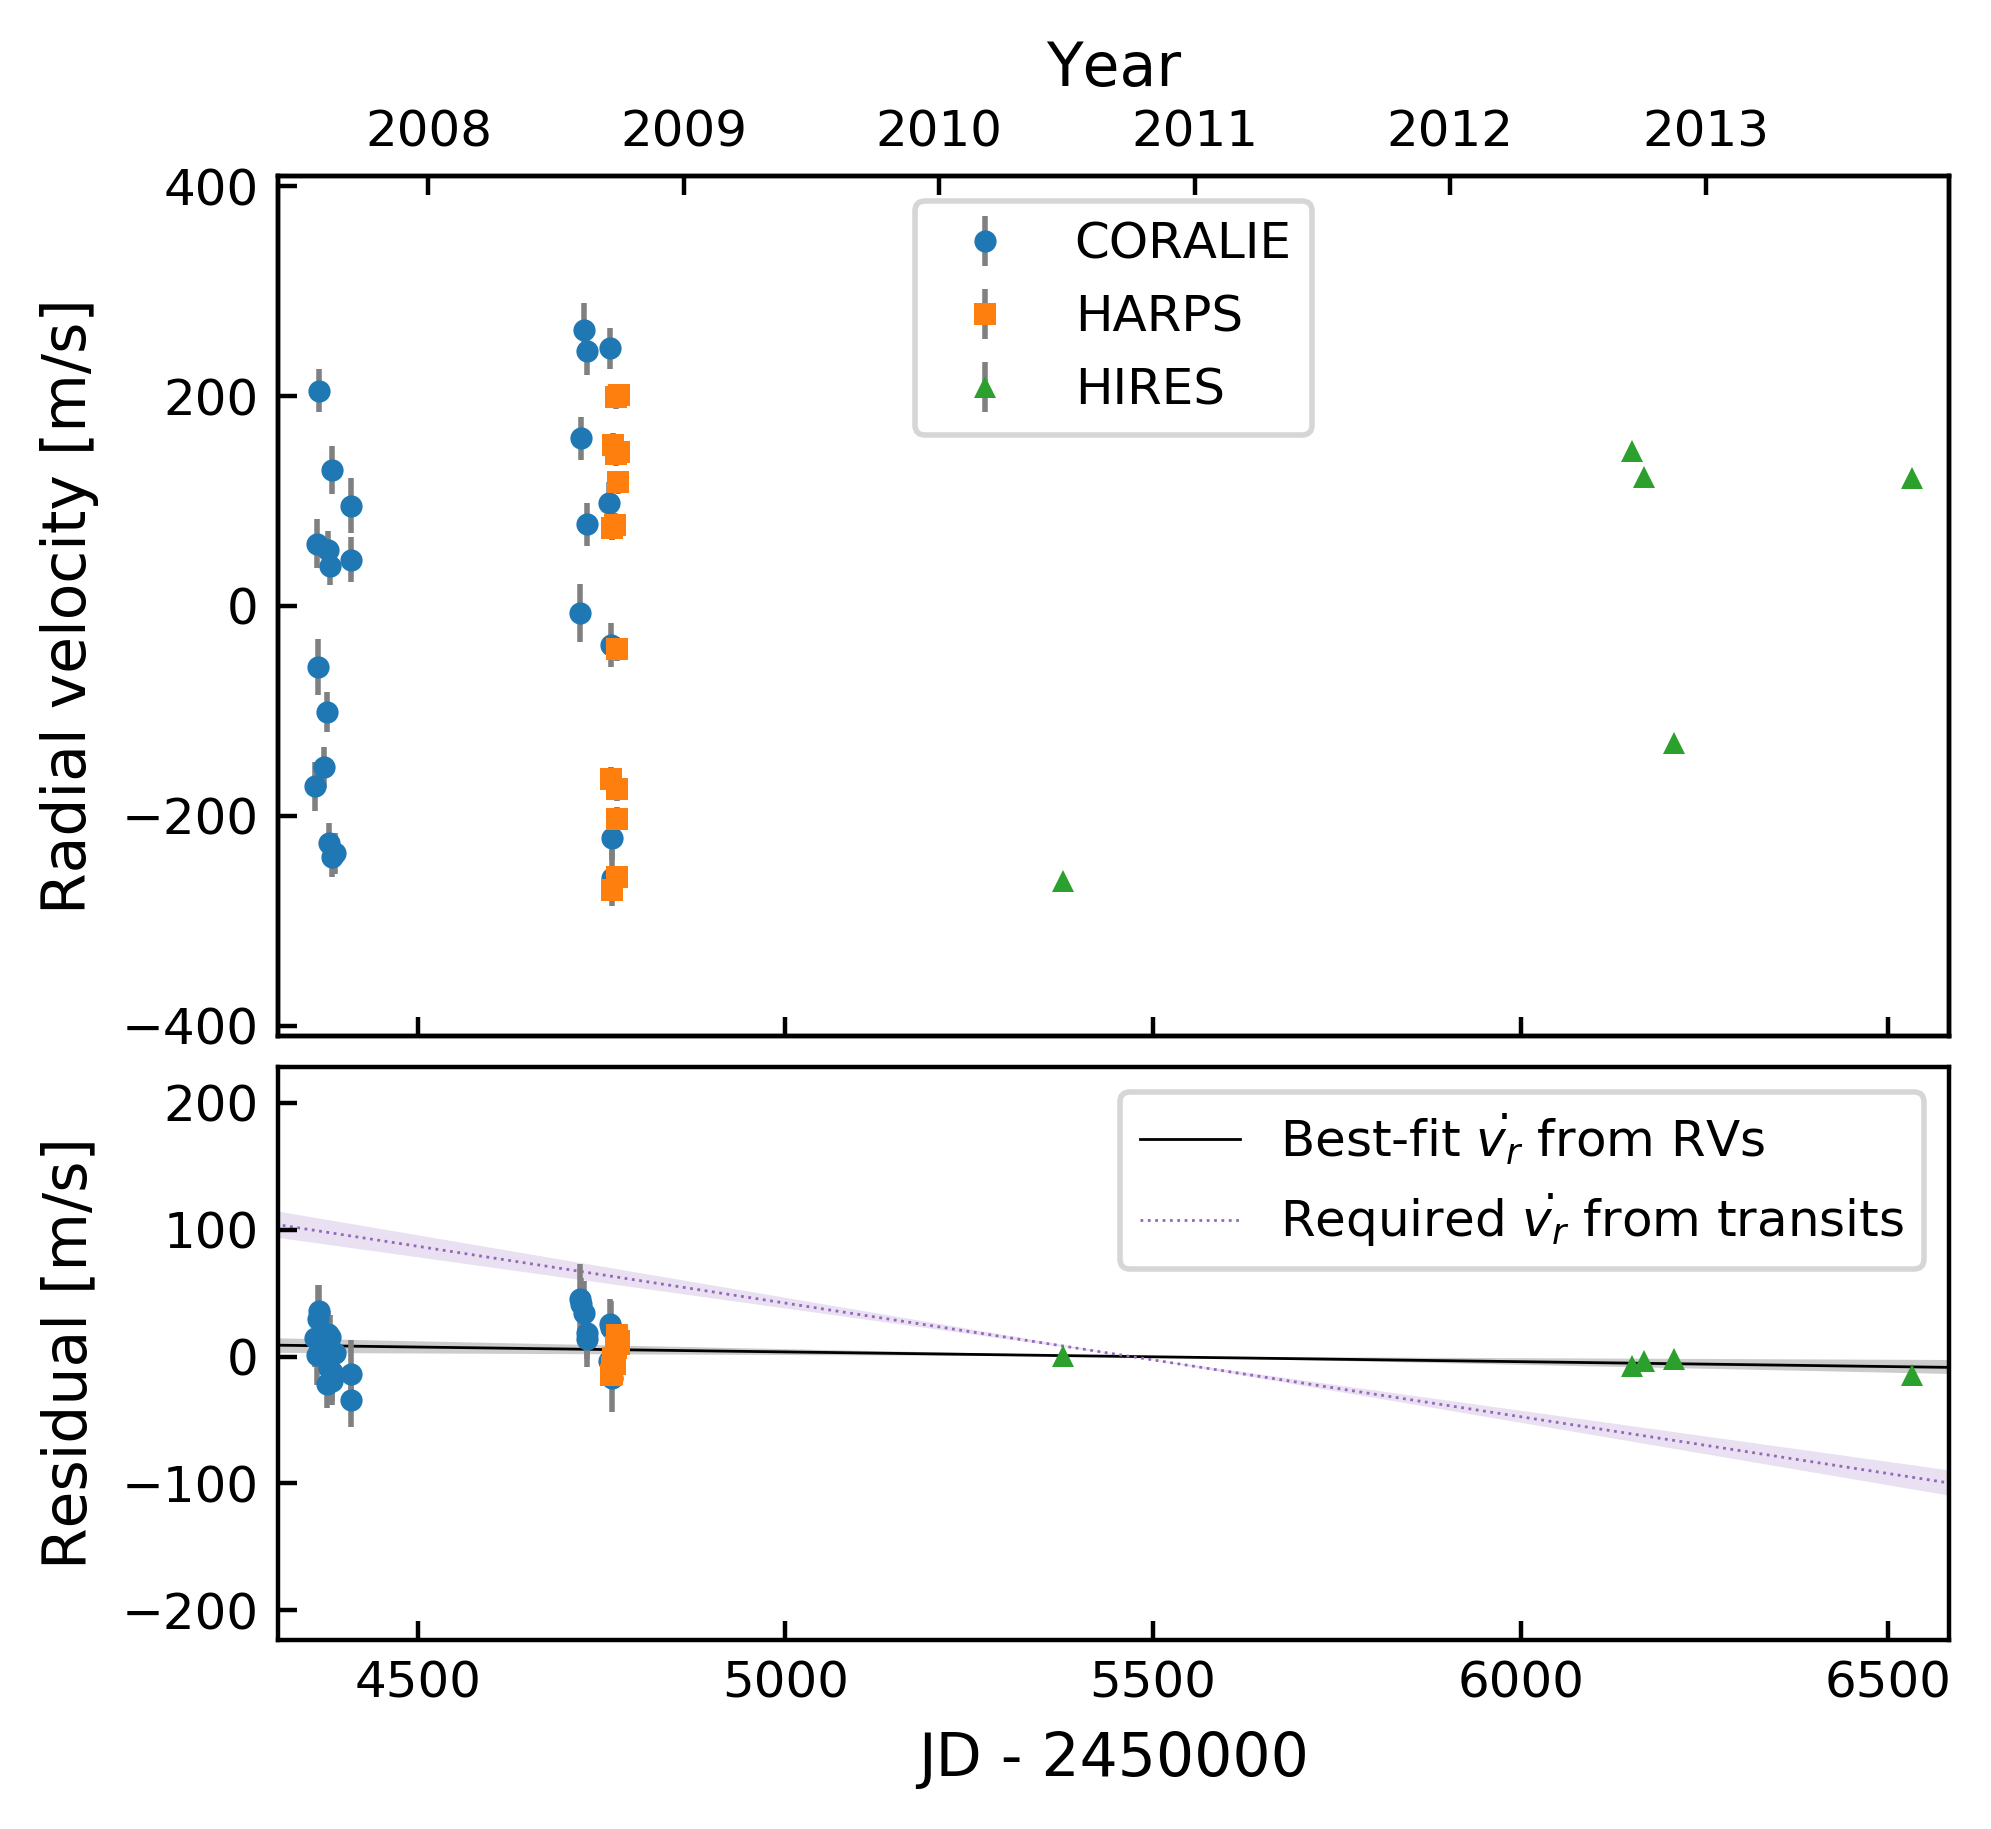 Year
2008 2009 2010 2011 2012 2013
400
200
0
−200
−400
Radial velocity [m/s]
CORALIE
HARPS
HIRES
200
100
0
−100
−200
Residual [m/s]
Best-fit v̇ᵣ from RVs
Required v̇ᵣ from transits
4500 5000 5500 6000 6500
JD - 2450000